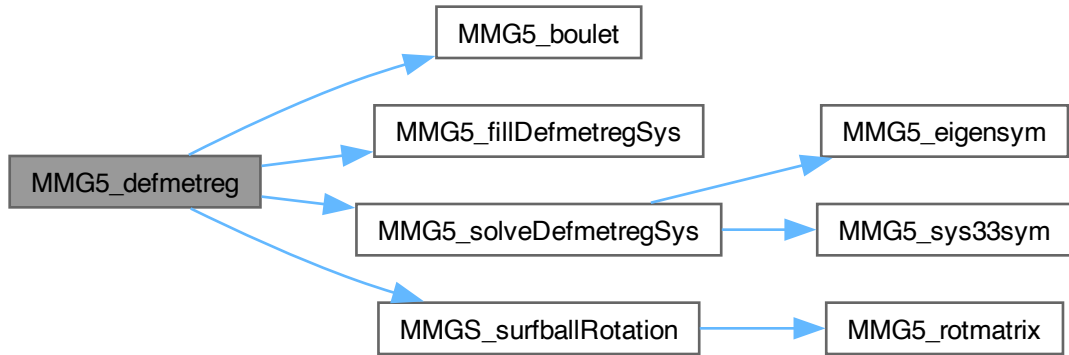 MMG5_defmetreg
MMG5_boulet
MMG5_fillDefmetregSys
MMG5_solveDefmetregSys
MMGS_surfballRotation
MMG5_eigensym
MMG5_sys33sym
MMG5_rotmatrix